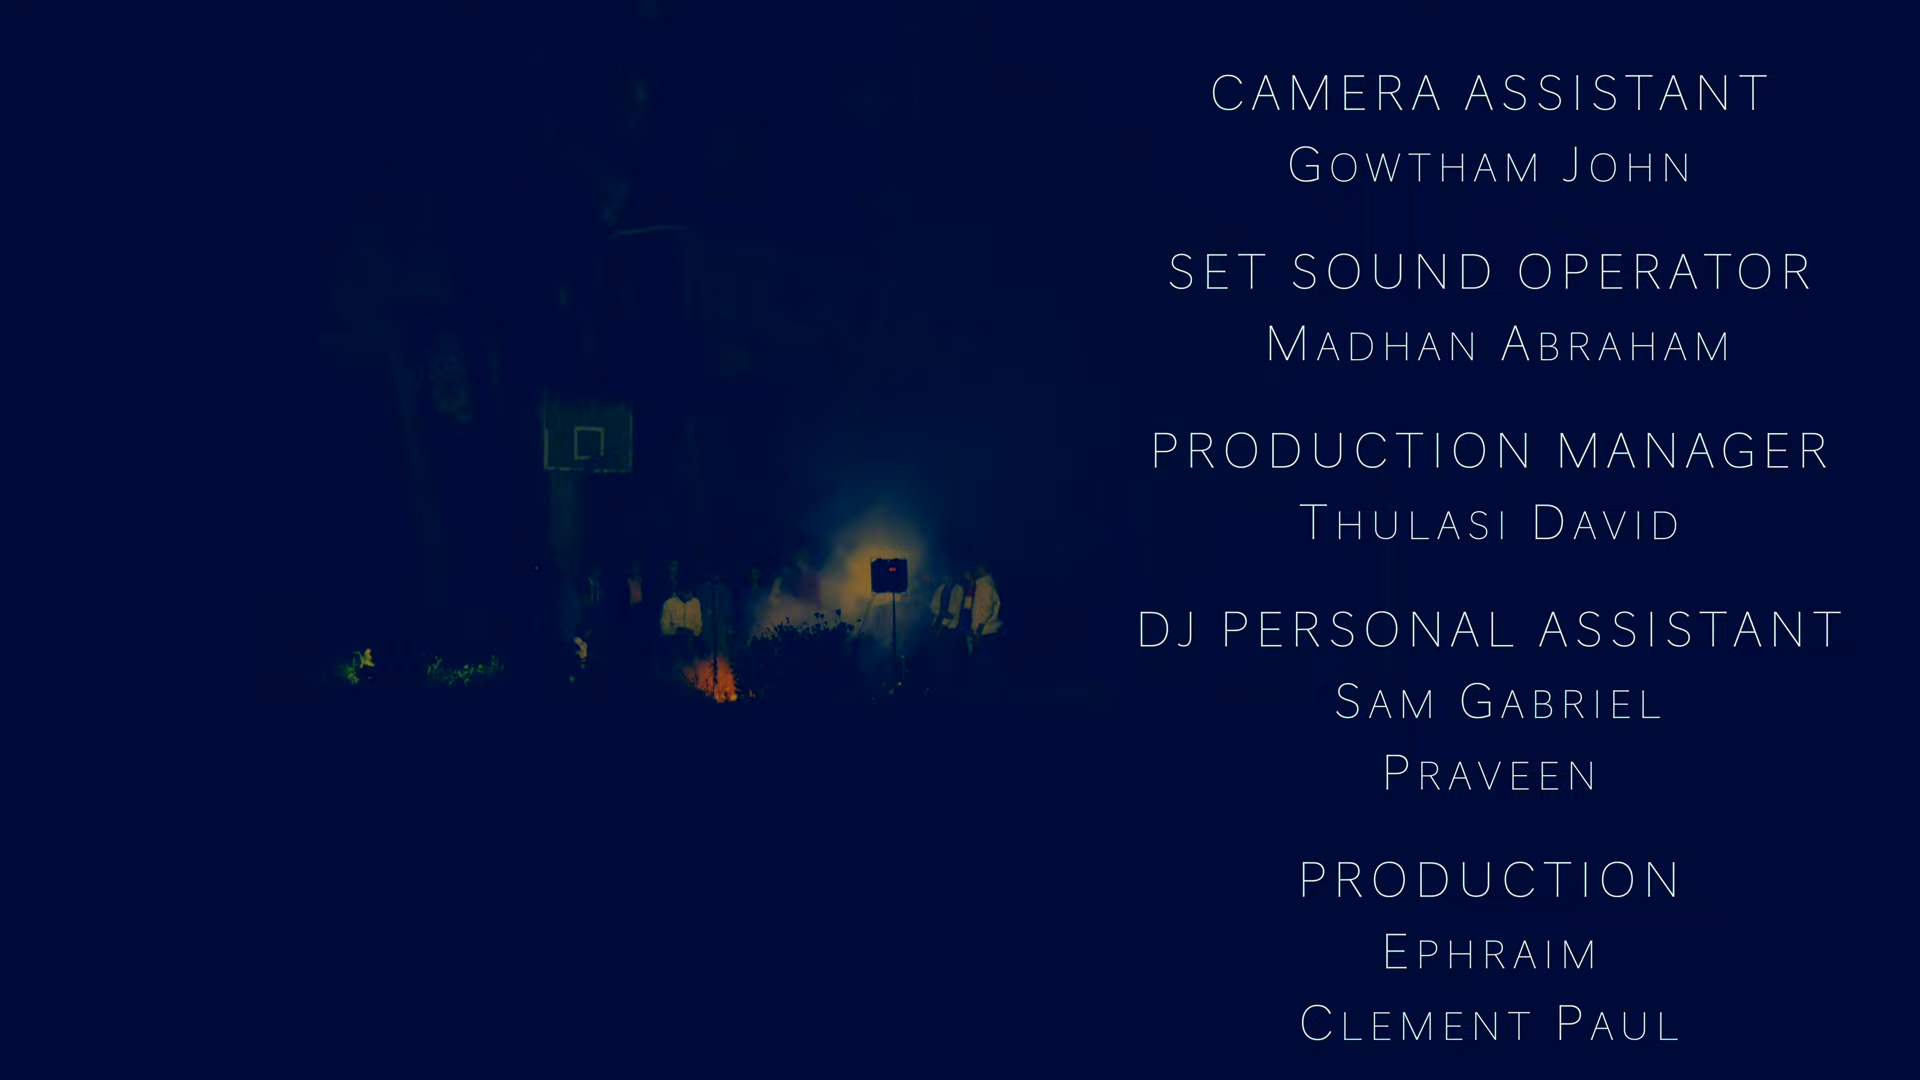 CAMERA ASSISTANT
GOWTHAM JOHN
SET SOUND OPERATOR
MADHAN ABRAHAM
PRODUCTION MANAGER
THULASI DAVID
DJ PERSONAL ASSISTANT
SAM GABRIEL
PRAVEEN
PRODUCTION
EPHRAIM
CLEMENT PAUL